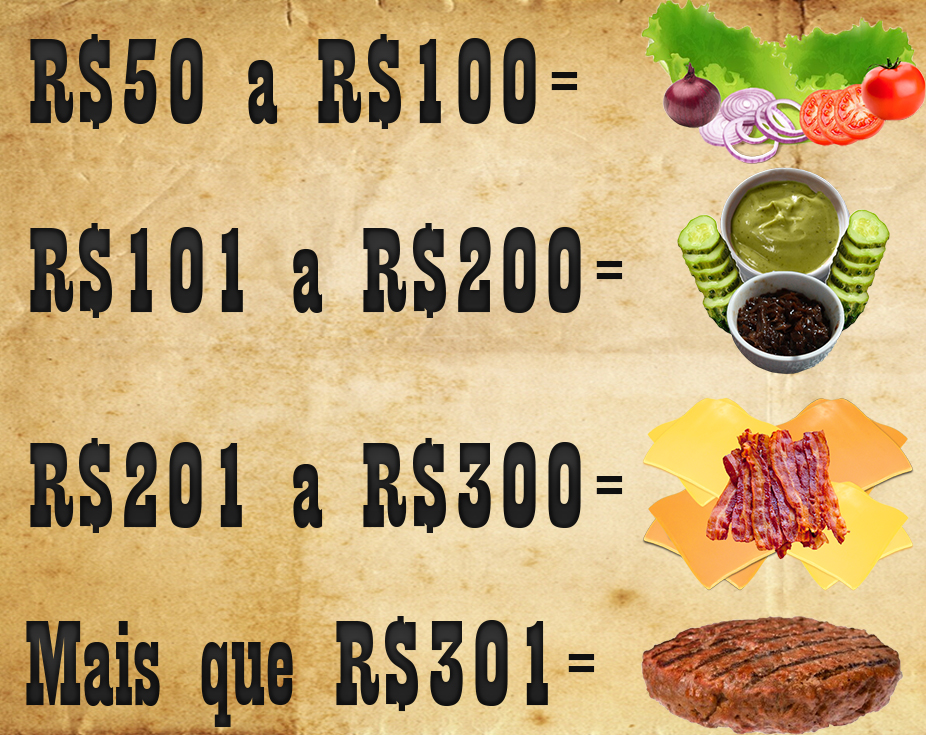 R$50 a R$100=
R$101 a R$200=
R$201 a R$300=
Mais que R$301=